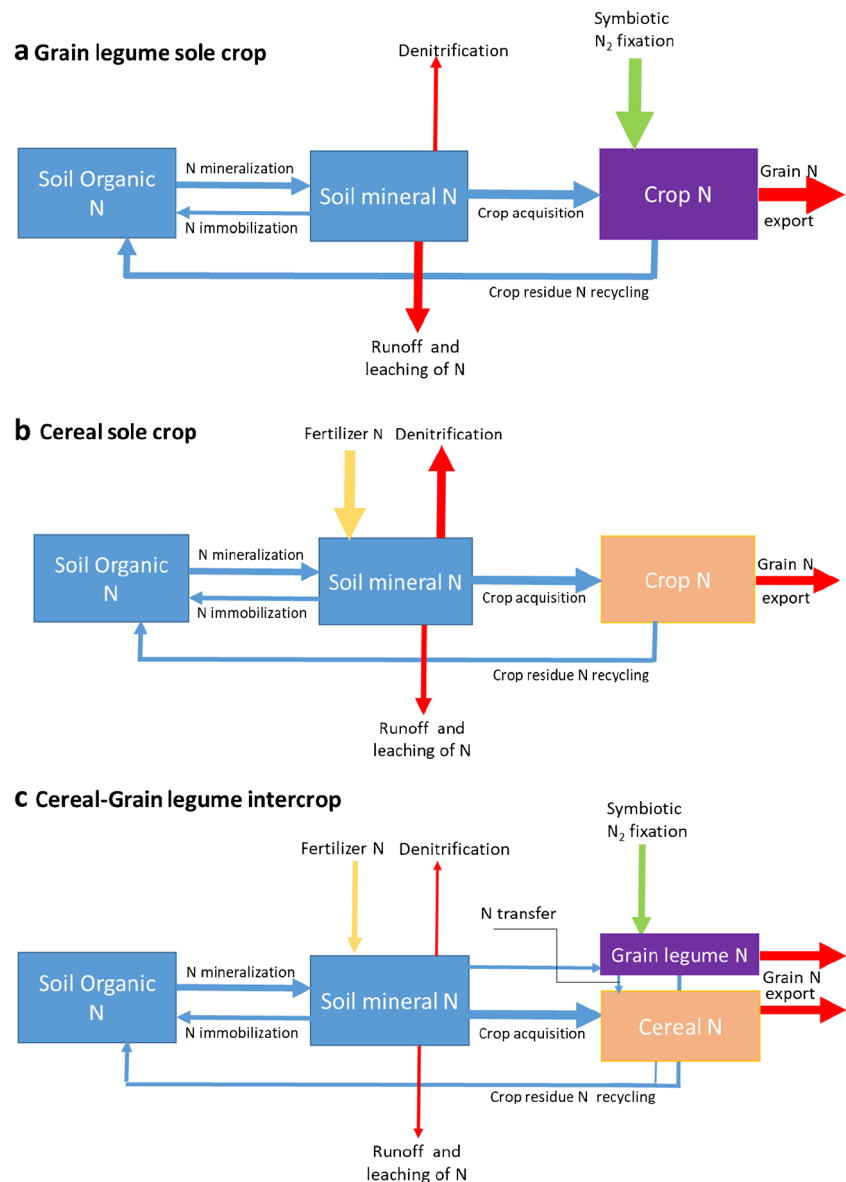 a Grain legume sole crop
Symbiotic
N2 fixation
Denitrification
Soil Organic
N
N mineralization
N immobilization
Soil mineral N
Crop acquisition
Crop N
Grain N
export
Crop residue N recycling
Runoff and
leaching of N
b Cereal sole crop
Fertilizer N
Denitrification
Soil Organic
N
N mineralization
N immobilization
Soil mineral N
Crop acquisition
Crop N
Grain N
export
Crop residue N recycling
Runoff and
leaching of N
c Cereal-Grain legume intercrop
Symbiotic
N2 fixation
Fertilizer N
Denitrification
N transfer
Soil Organic
N
N mineralization
N immobilization
Soil mineral N
Crop acquisition
Grain legume N
Cereal N
Grain N
export
Crop residue N recycling
Runoff and
leaching of N